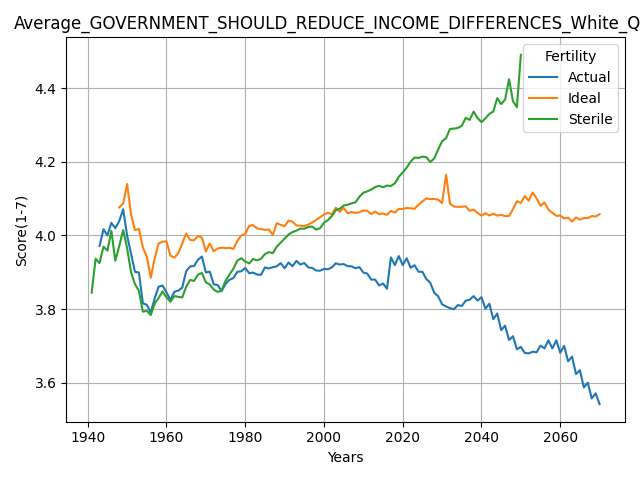 Average_GOVERNMENT_SHOULD_REDUCE_INCOME_DIFFERENCES_White_Q
Fertility
Actual
Ideal
Sterile
Score(1-7)
4.4
4.2
4.0
3.8
3.6
1940 1960 1980 2000 2020 2040 2060
Years